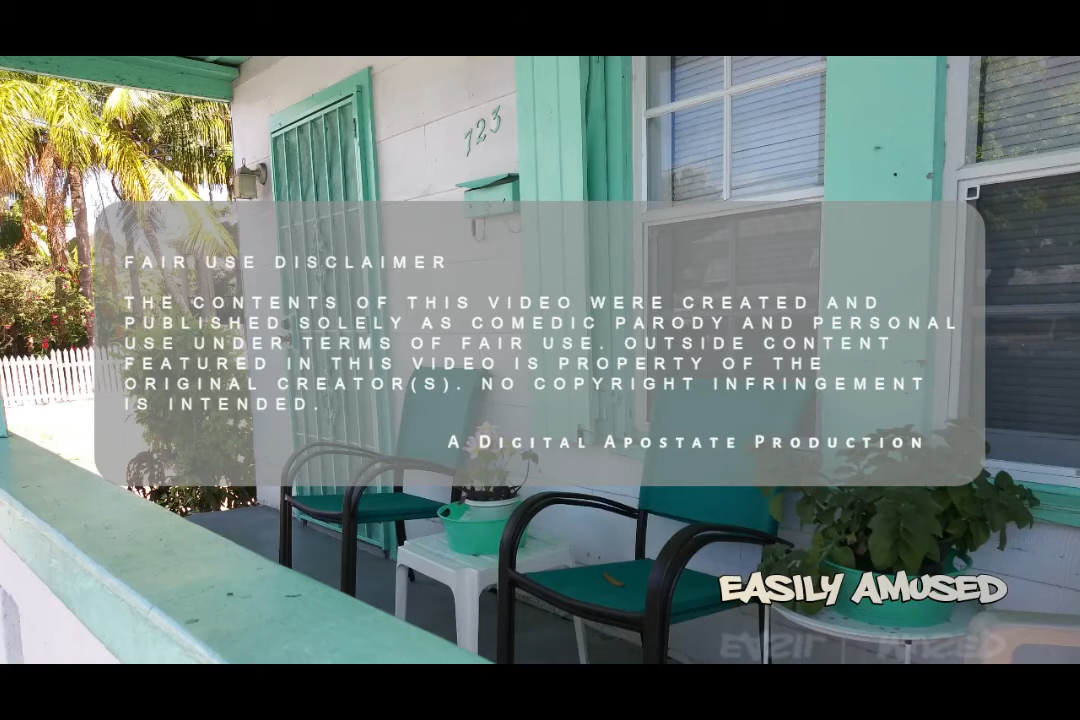 723
FAIR USE DISCLAIMER
THE CONTENTS OF THIS VIDEO WERE CREATED AND
PUBLISHED SOLELY AS COMEDIC PARODY AND PERSONAL
USE UNDER TERMS OF FAIR USE. OUTSIDE CONTENT
FEATURED IN THIS VIDEO IS PROPERTY OF THE
ORIGINAL CREATOR(S). NO COPYRIGHT INFRINGEMENT
IS INTENDED.
A DIGITAL APOSTATE PRODUCTION
EASILY AMUSED